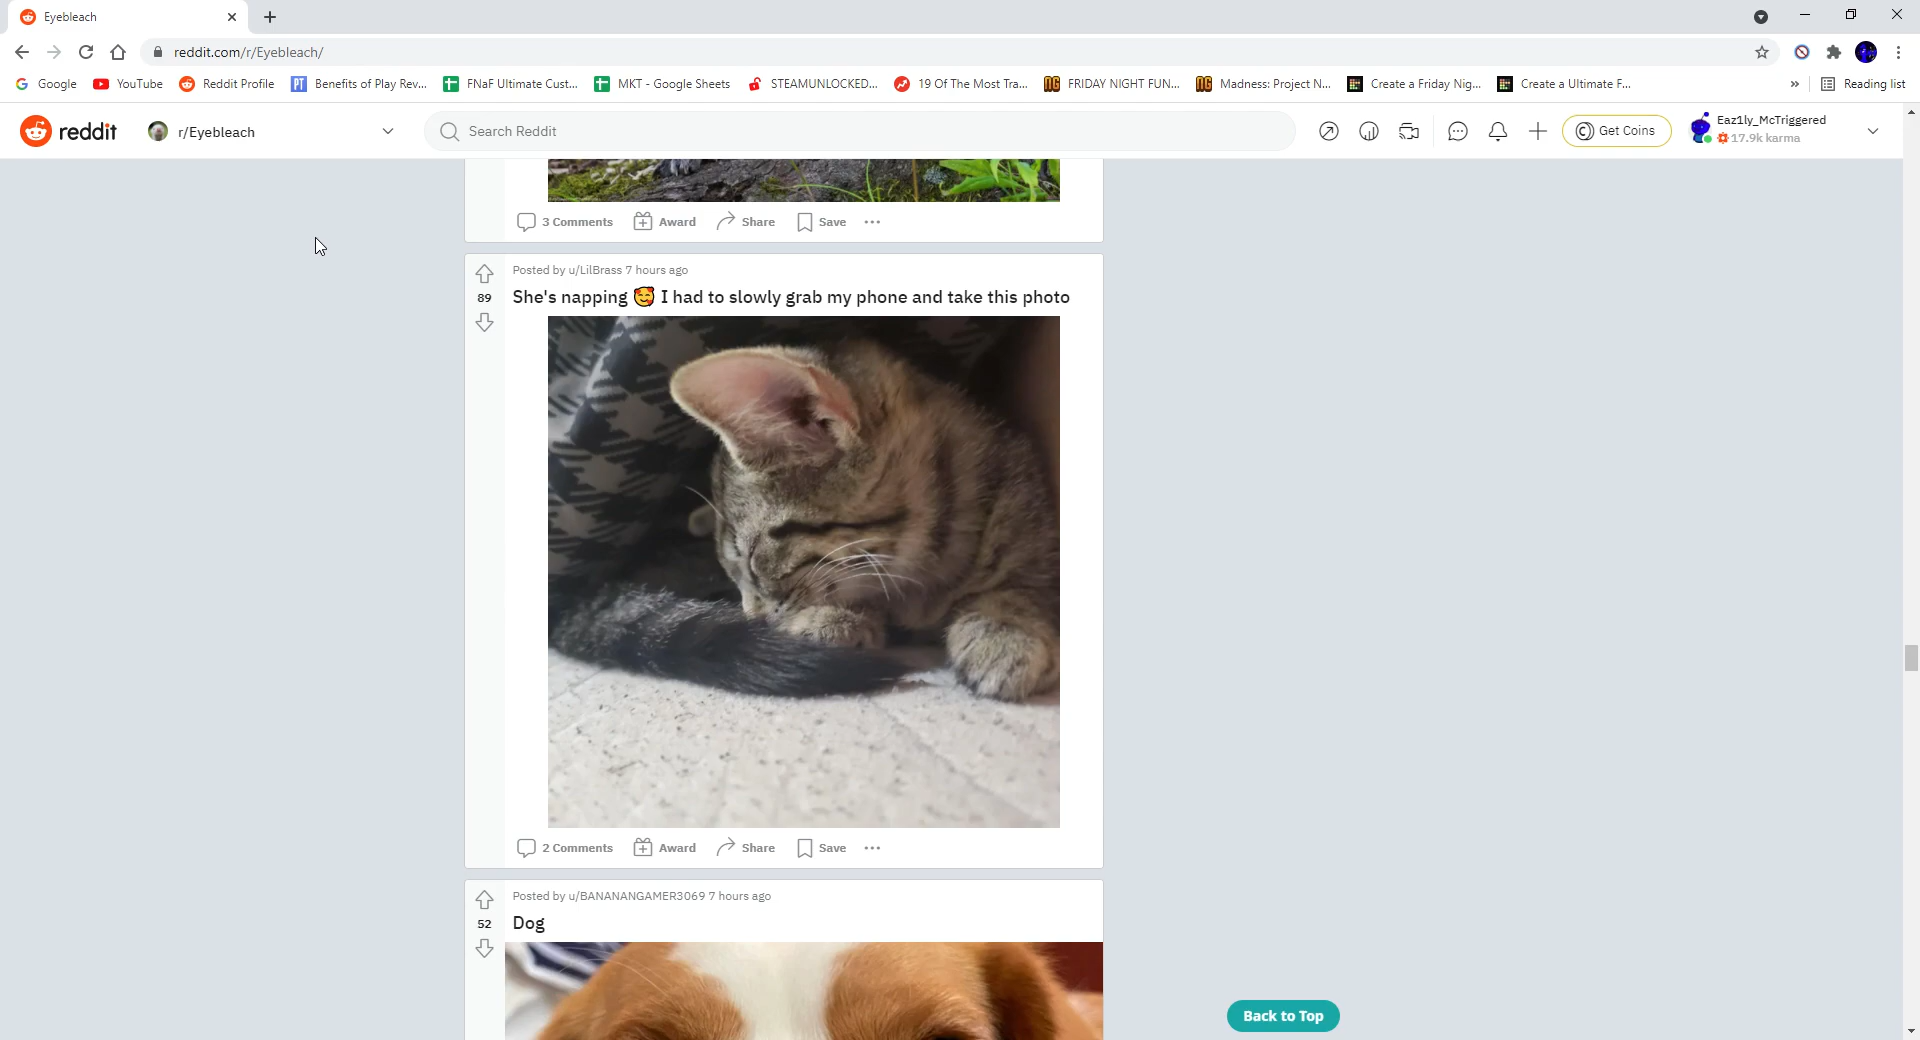 Eyebleach
reddit.com/r/Eyebleach/
Google YouTube Reddit Profile PT Benefits of Play Rev... FNaF Ultimate Cust... MKT - Google Sheets STEAMUNLOCKED... 19 Of The Most Tra... FRIDAY NIGHT FUN... Madness: Project N... Create a Friday Nig... Create a Ultimate F... » Reading list
reddit r/Eyebleach Search Reddit Get Coins Eaz1ly_McTriggered
17.9k karma
3 Comments Award Share Save ...
Posted by u/LilBrass 7 hours ago
89 She's napping 🥰 I had to slowly grab my phone and take this photo
2 Comments Award Share Save ...
Posted by u/BANANANGAMER3069 7 hours ago
52 Dog
Back to Top